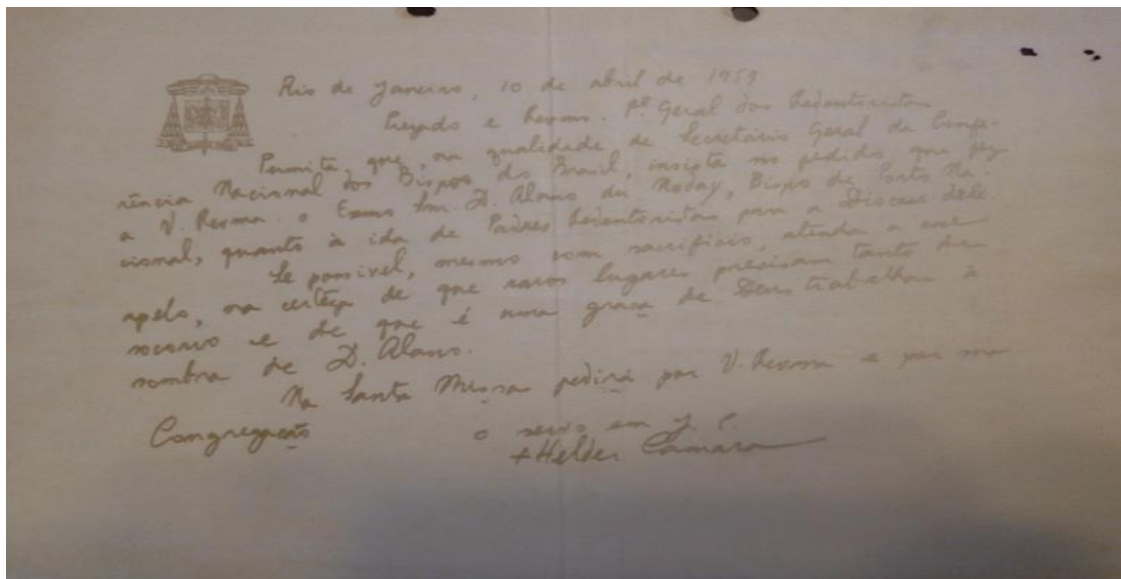 Rio de Janeiro, 10 de abril de 1959
Prezado e Revmo. Pe. Geral dos Redentoristas
Permita, que, na qualidade de Secretário Geral da Confe-
rência Nacional dos Bispos do Brasil, insista no pedido que fez
a V. Revma. o Exmo Snr. D. Alano du Noday, Bispo de Porto Na-
cional, quanto à ida de Padres Redentoristas para a Diocese dele.
Se possível, mesmo com sacrifício, atenda a esse
apelo, na certeza de que raros lugares precisam tanto de
socorro e de que é uma graça de Deus trabalhar à
sombra de D. Alano.
Na Santa Missa pedirá por V. Revma e por sua
Congregação
o servo em J. C.
+Helder Camara